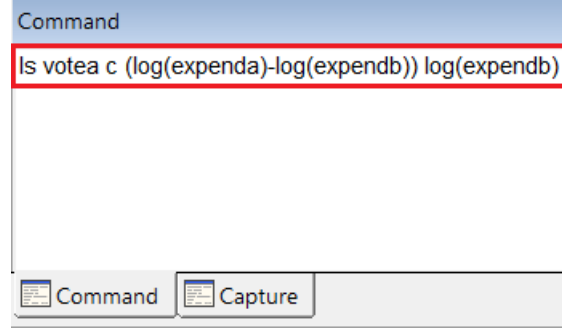 Command
ls votea c (log(expenda)-log(expendb)) log(expendb)
Command Capture